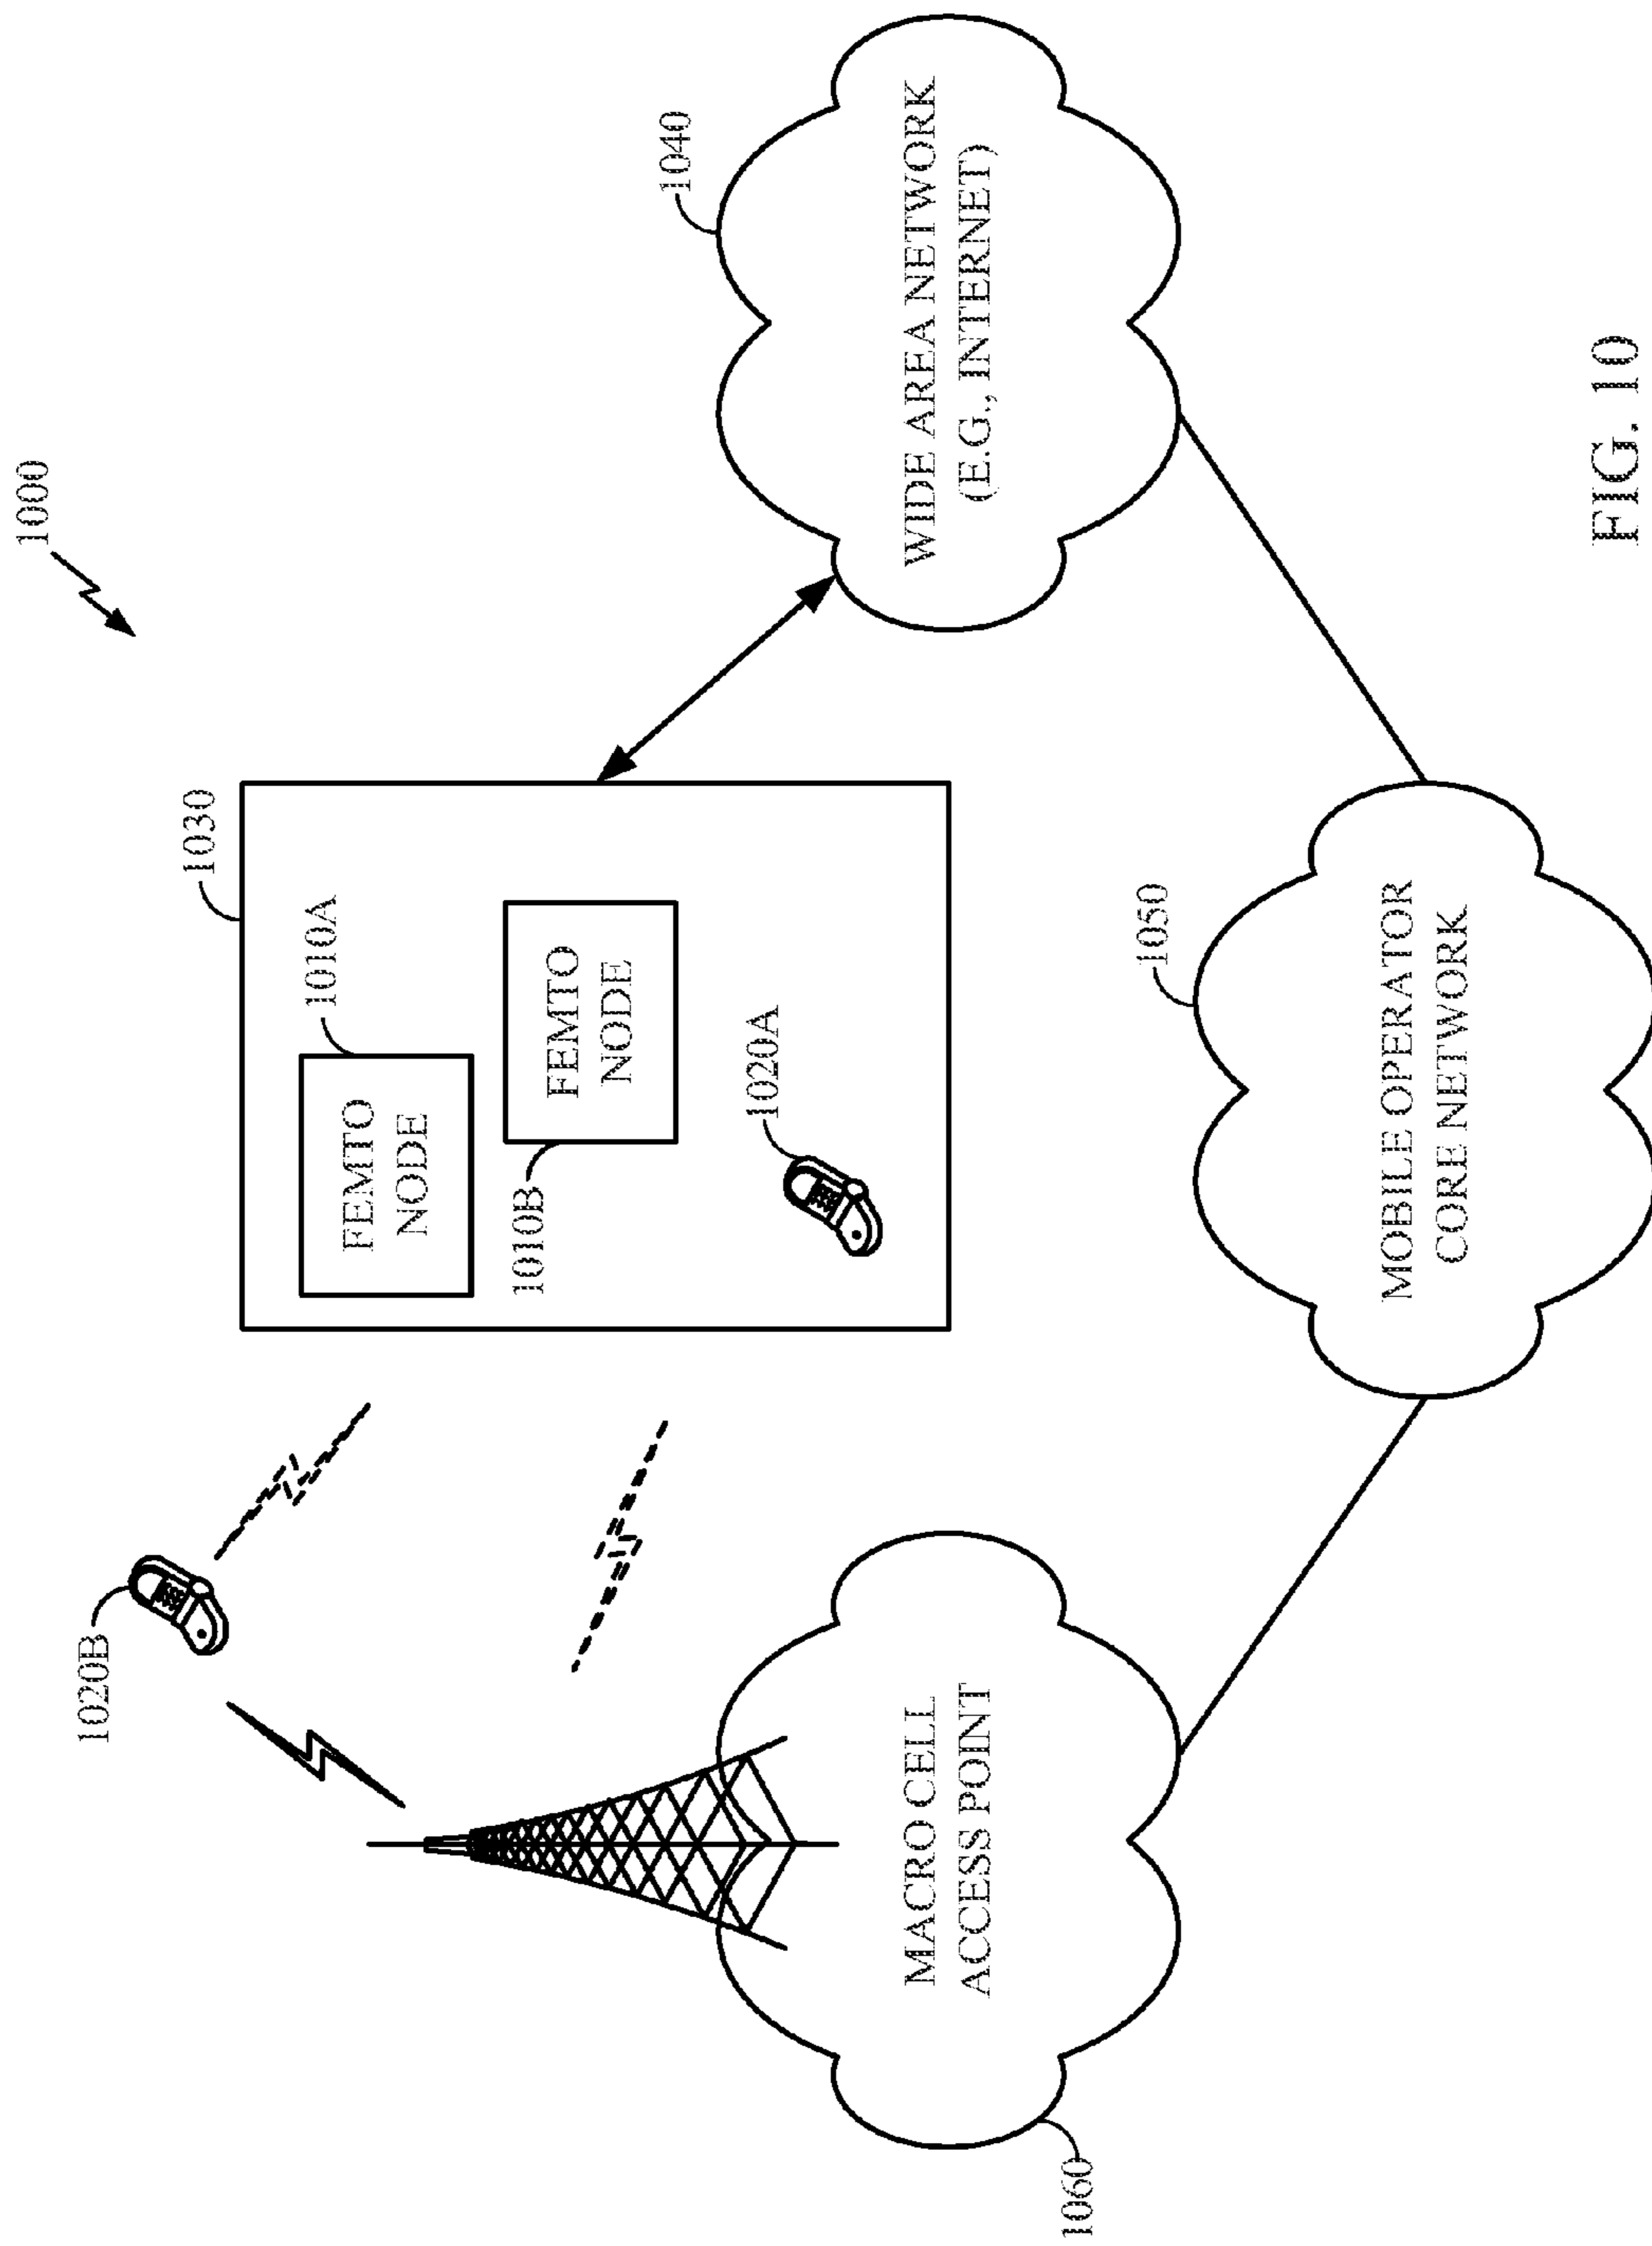 1000
1020B
1030
1010A
FEMTO
NODE
1010B
FEMTO
NODE
1020A
1040
WIDE AREA NETWORK
(E.G., INTERNET)
MACRO CELL
ACCESS POINT
1060
1050
MOBILE OPERATOR
CORE NETWORK
FIG. 10